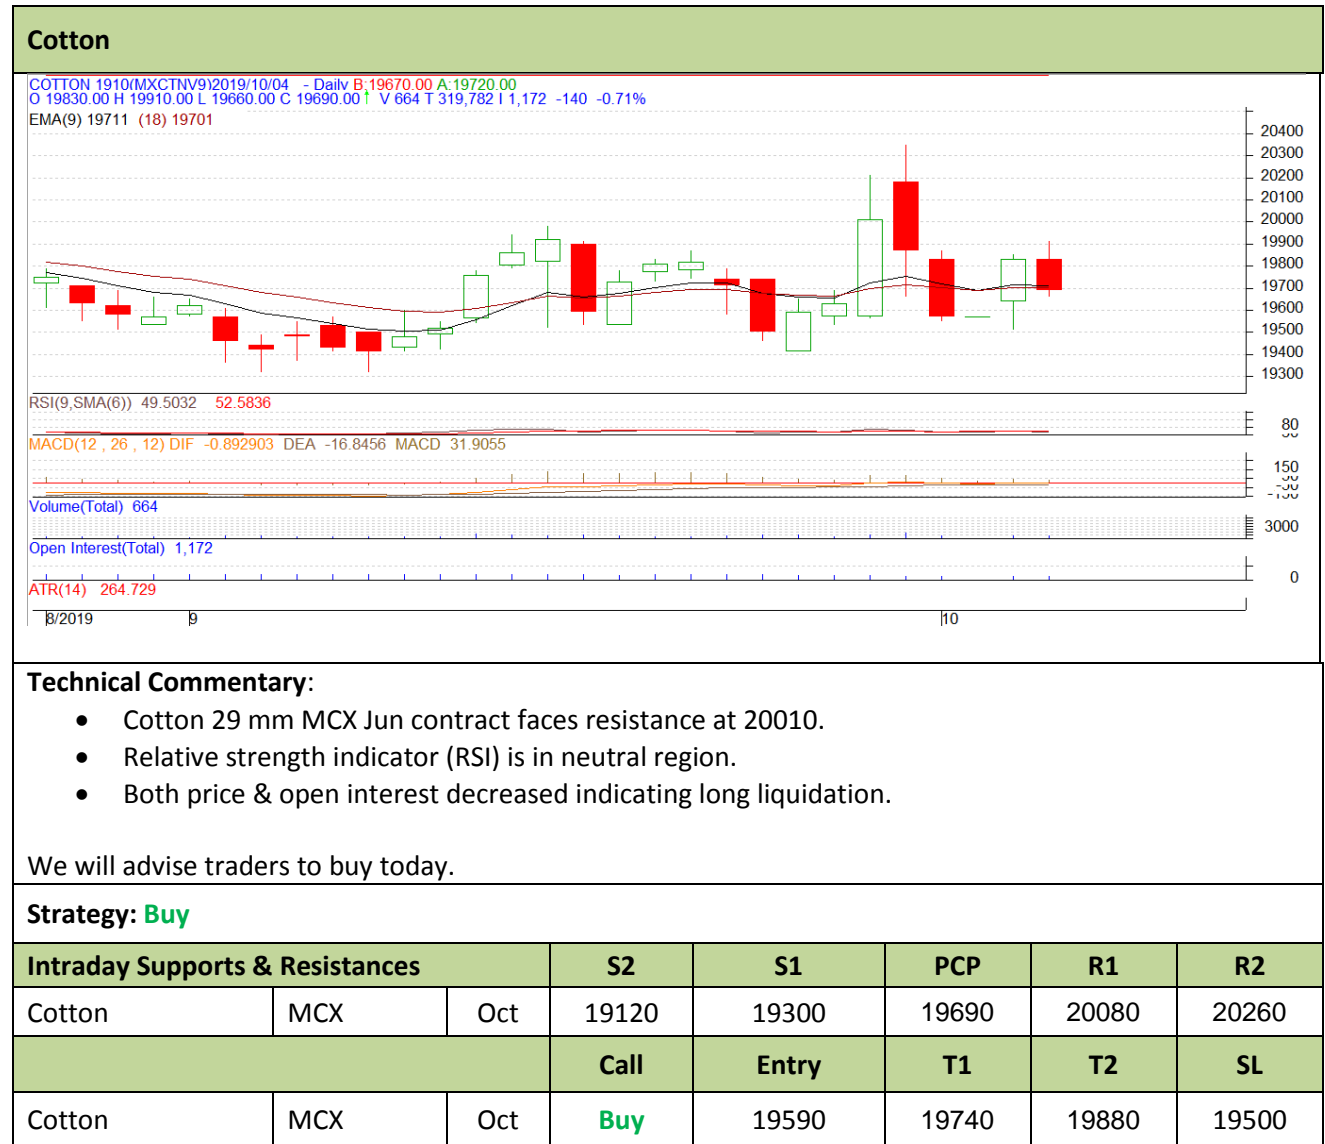 Cotton
COTTON 1910(MXCTNV9)2019/10/04 - Daily B:19670.00 A:19720.00
O 19830.00 H 19910.00 L 19660.00 C 19690.00↑ V 664 T 319,782 I 1,172 -140 -0.71%
EMA(9) 19711 (18) 19701
20400
20300
20200
20100
20000
19900
19800
19700
19600
19500
19400
19300
RSI(9,SMA(6)) 49.5032 52.5836
80
MACD(12 , 26 , 12) DIF -0.892903 DEA -16.8456 MACD 31.9055
150
Volume(Total) 664
3000
Open Interest(Total) 1,172
0
ATR(14) 264.729
8/2019 9 10
Technical Commentary:
• Cotton 29 mm MCX Jun contract faces resistance at 20010.
• Relative strength indicator (RSI) is in neutral region.
• Both price & open interest decreased indicating long liquidation.
We will advise traders to buy today.
Strategy: Buy
Intraday Supports & Resistances S2 S1 PCP R1 R2
Cotton MCX Oct 19120 19300 19690 20080 20260
Call Entry T1 T2 SL
Cotton MCX Oct Buy 19590 19740 19880 19500